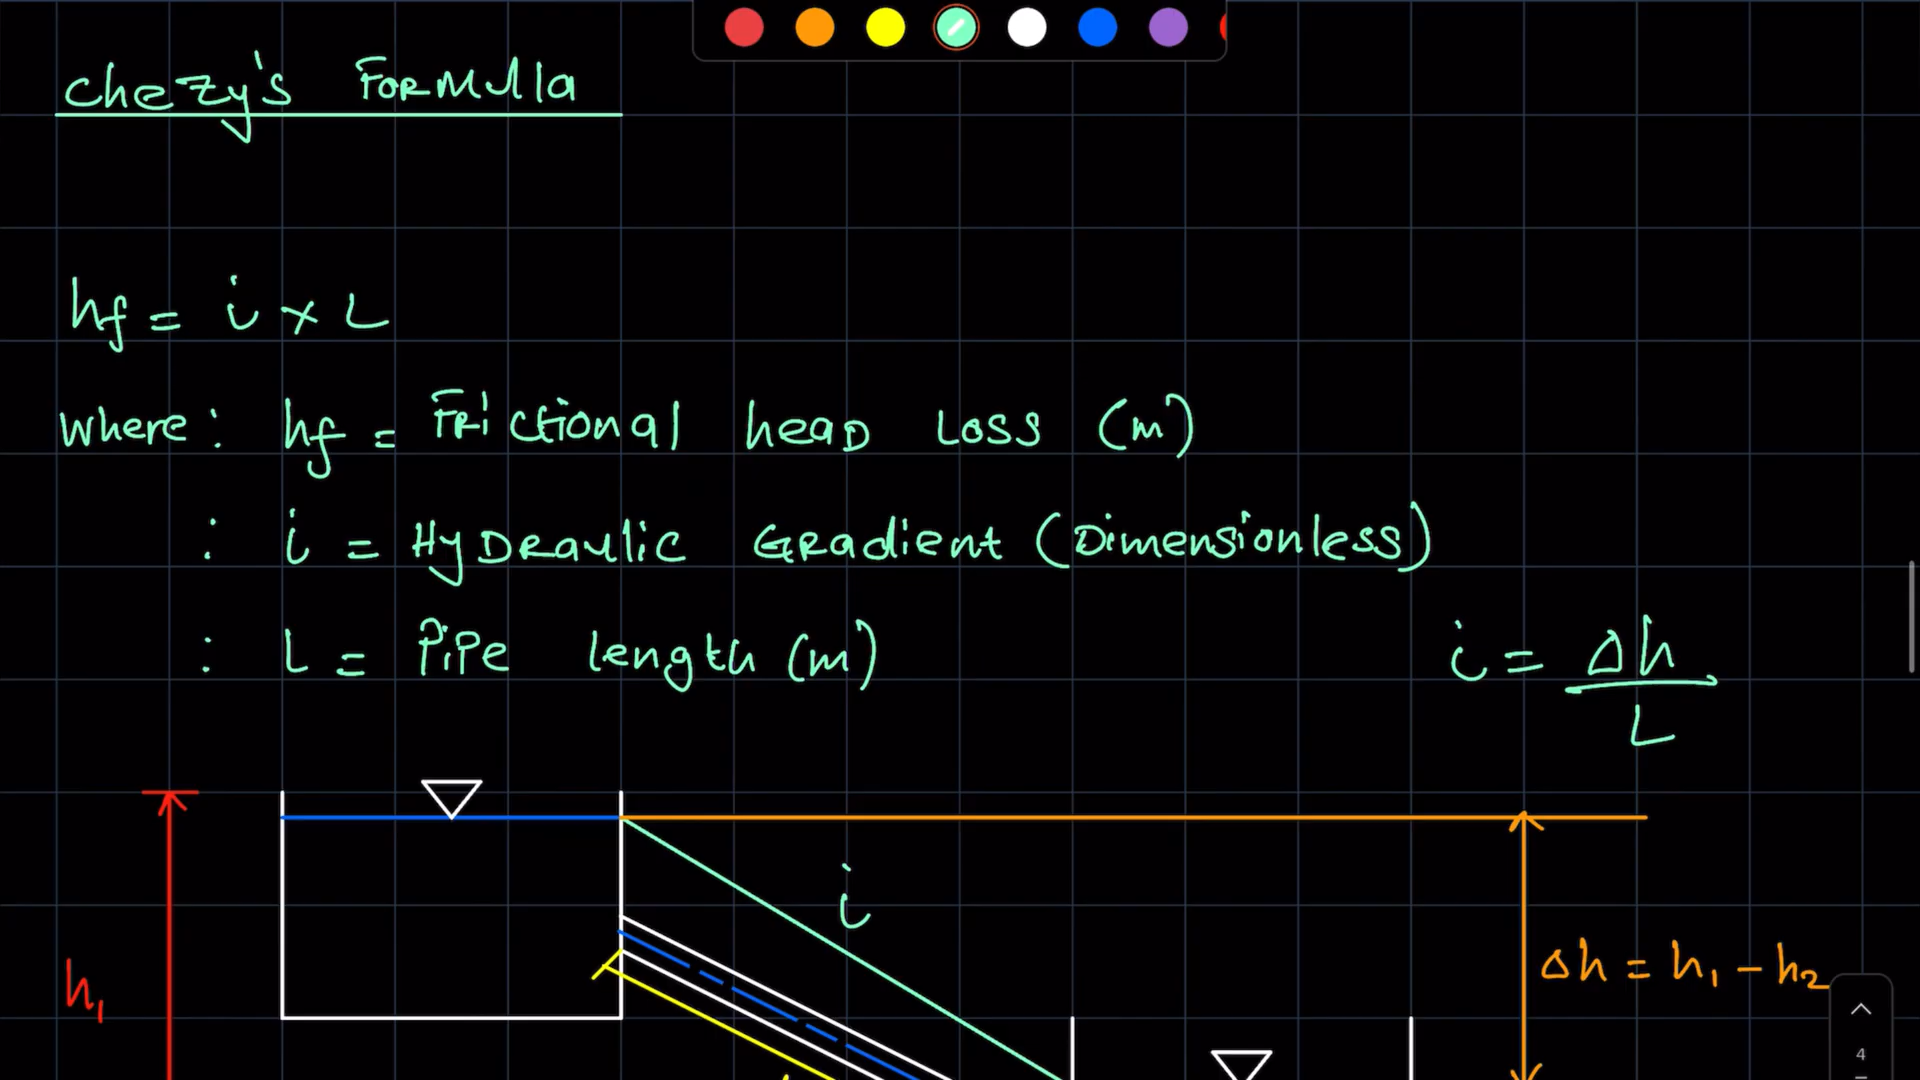 Chezy's Formula
hf = i × L
Where: hf = Frictional head Loss (m)
: i = Hydraulic Gradient (Dimensionless)
: L = Pipe length (m)
i = Δh / L
i
h₁
Δh = h₁ - h₂
4